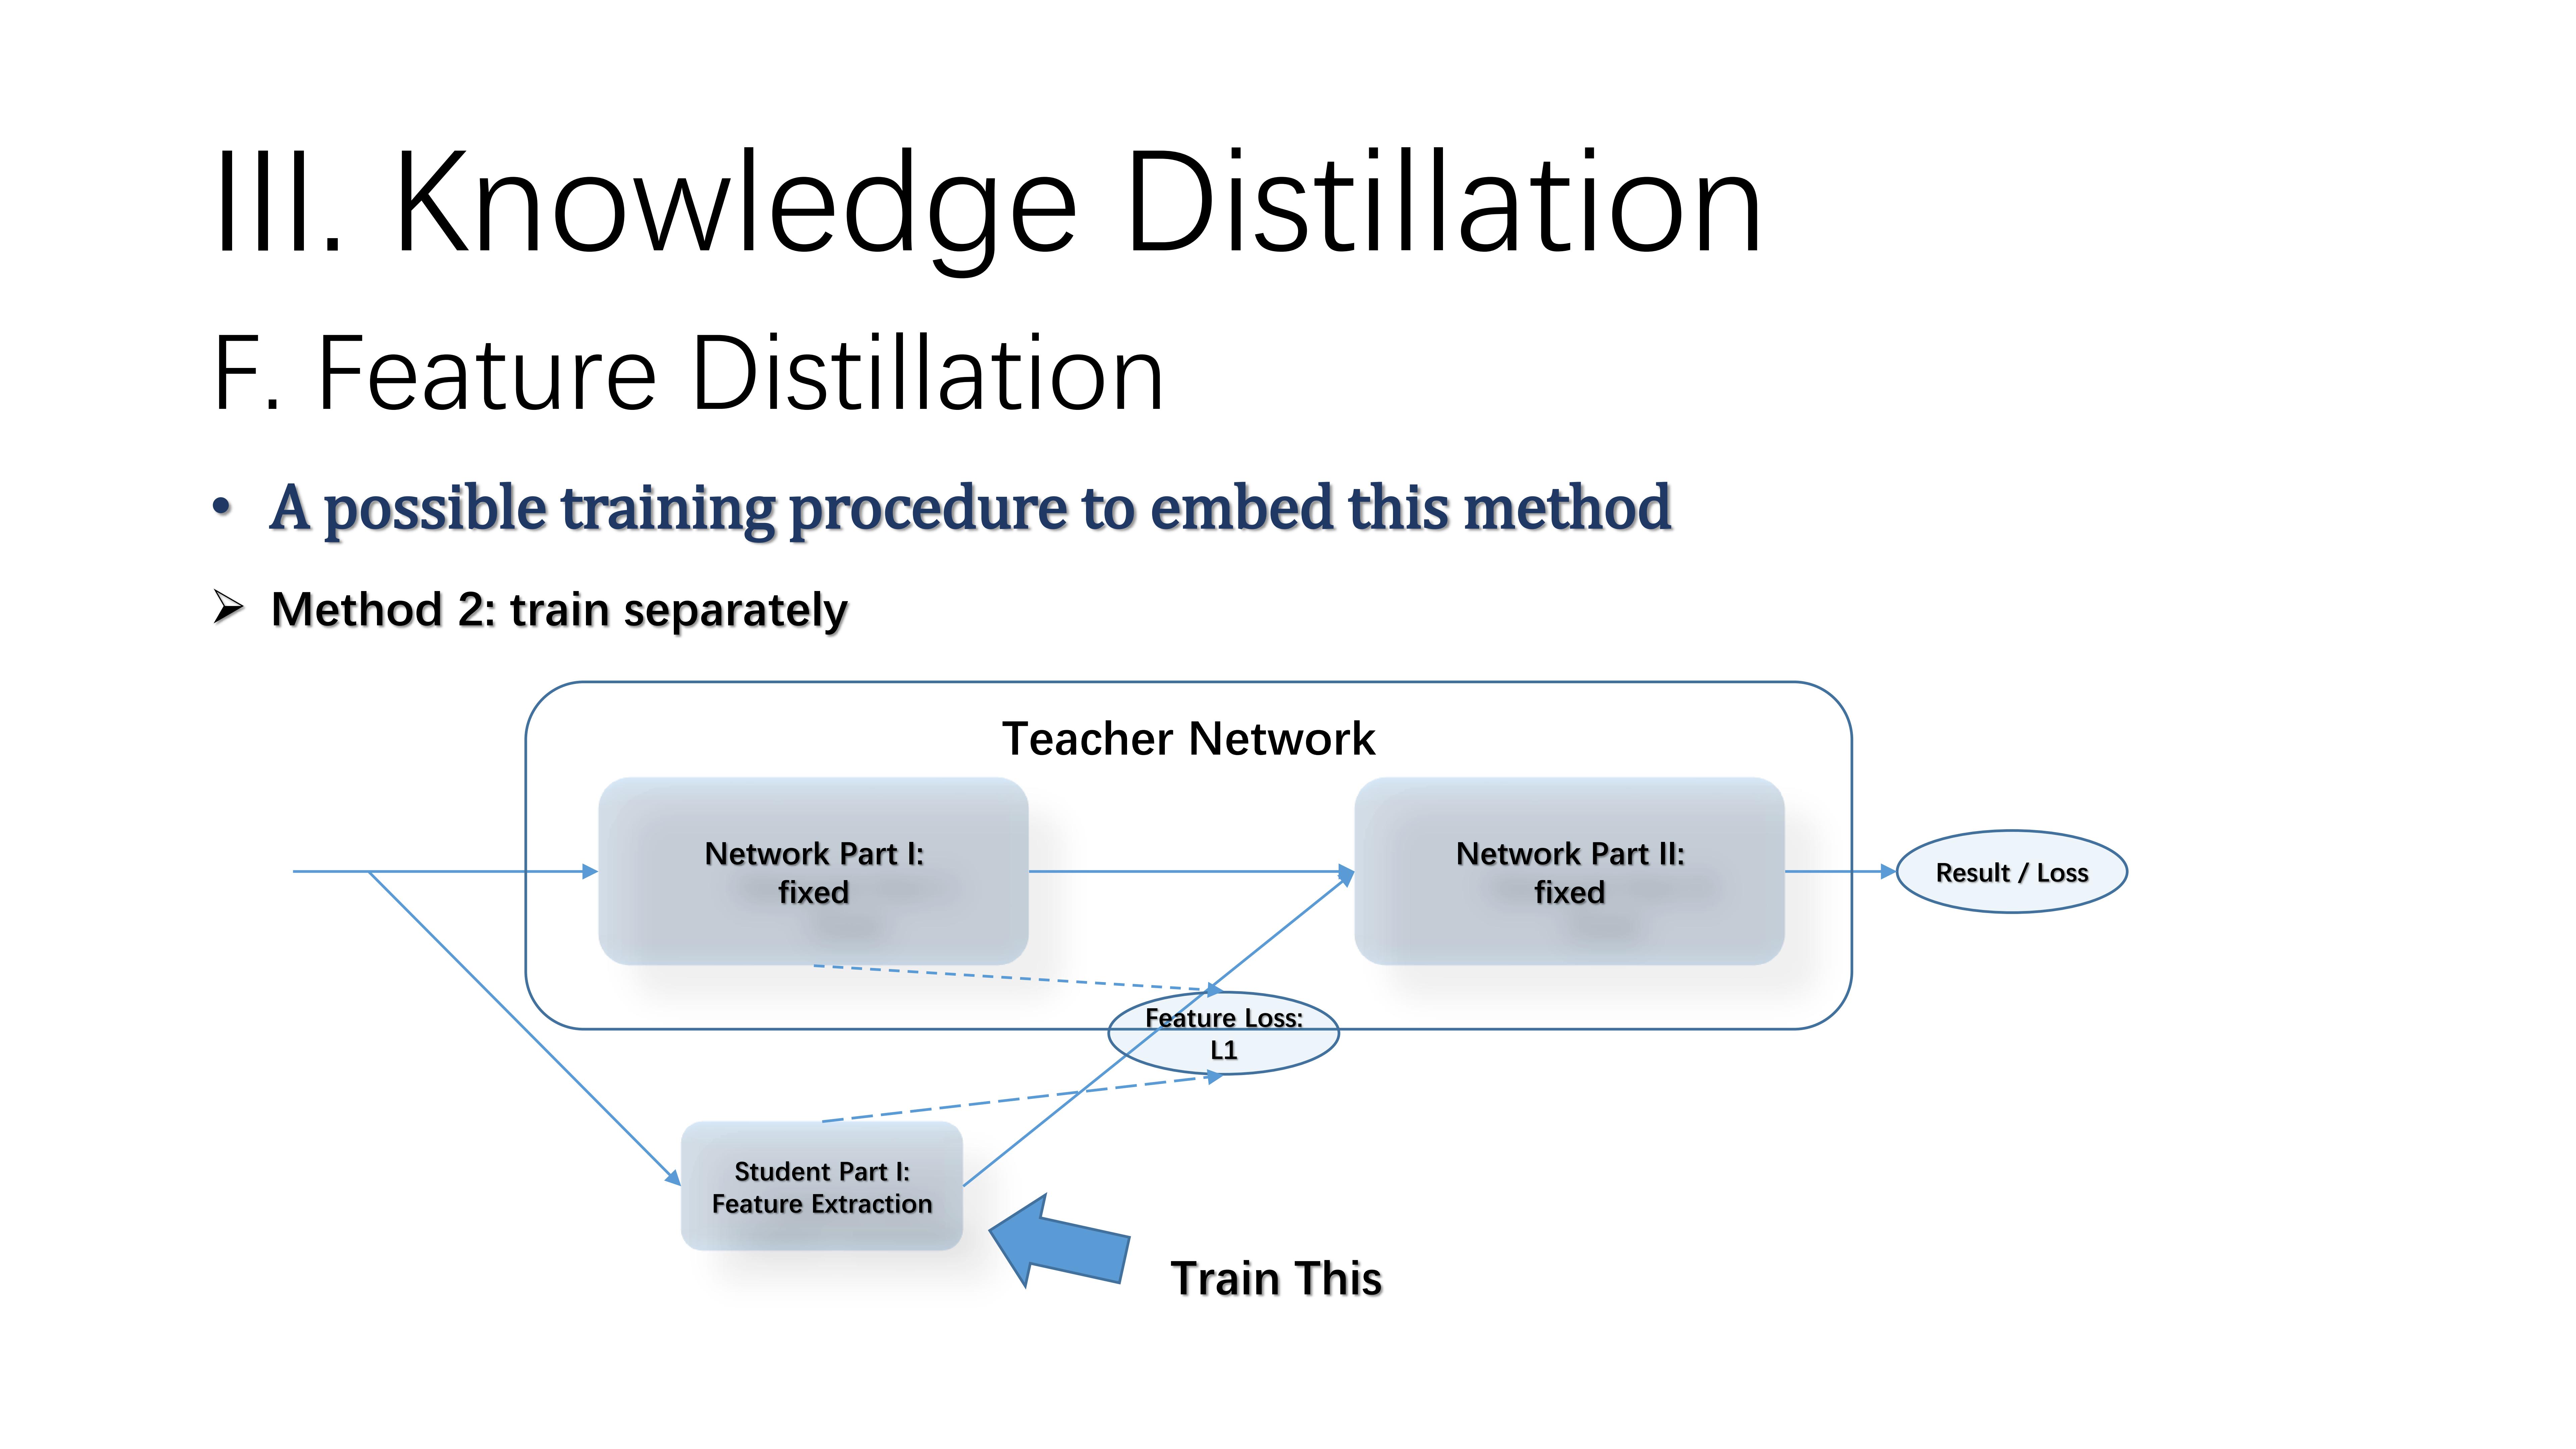 III. Knowledge Distillation
F. Feature Distillation
• A possible training procedure to embed this method
➢ Method 2: train separately
Teacher Network
Network Part I:
fixed
Network Part II:
fixed
Result / Loss
Feature Loss:
L1
Student Part I:
Feature Extraction
Train This